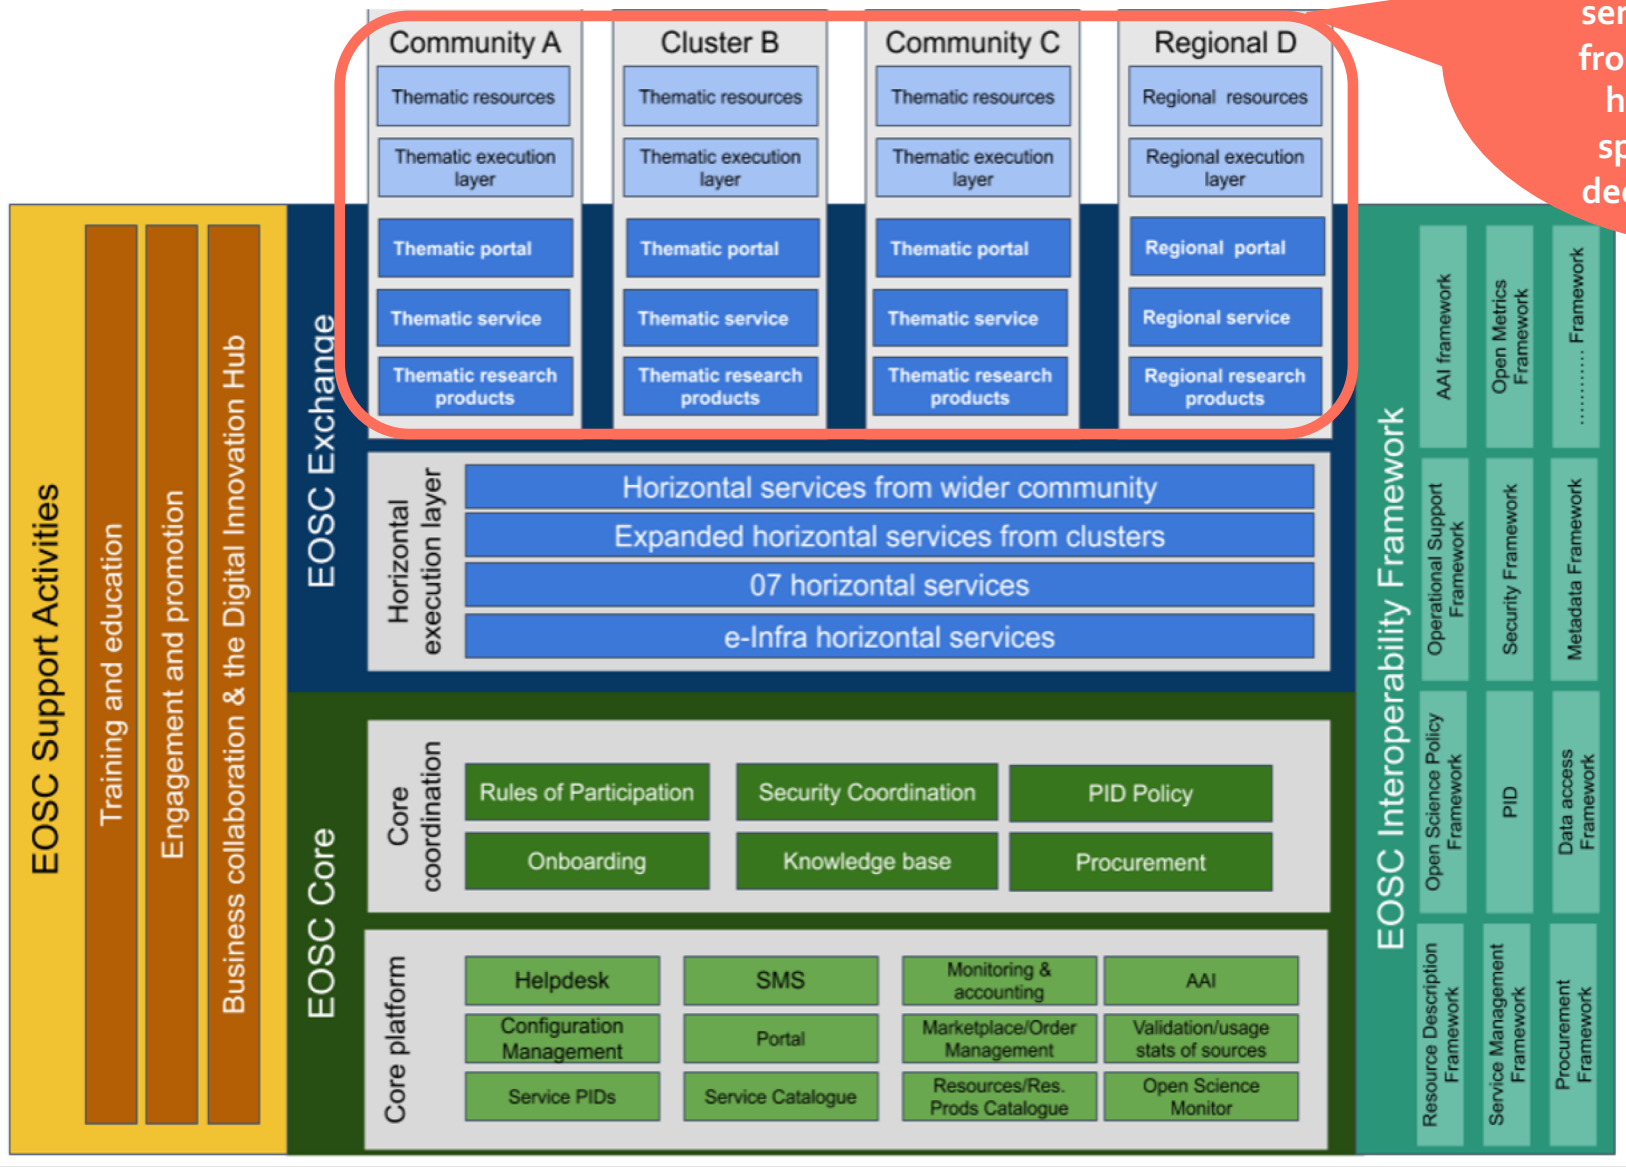 Community A
Thematic resources
Thematic execution
layer
Thematic portal
Thematic service
Thematic research
products
Cluster B
Thematic resources
Thematic execution
layer
Thematic portal
Thematic service
Thematic research
products
Community C
Thematic resources
Thematic execution
layer
Thematic portal
Thematic service
Thematic research
products
Regional D
Regional resources
Regional execution
layer
Regional portal
Regional service
Regional research
products
EOSC Support Activities
Training and education
Engagement and promotion
Business collaboration & the Digital Innovation Hub
EOSC Exchange
Horizontal
execution layer
Horizontal services from wider community
Expanded horizontal services from clusters
07 horizontal services
e-Infra horizontal services
EOSC Core
Core
coordination
Rules of Participation
Security Coordination
PID Policy
Onboarding
Knowledge base
Procurement
Core platform
Helpdesk
SMS
Monitoring &
accounting
AAI
Configuration
Management
Portal
Marketplace/Order
Management
Validation/usage
stats of sources
Service PIDs
Service Catalogue
Resources/Res.
Prods Catalogue
Open Science
Monitor
EOSC Interoperability Framework
AAI framework
Open Metrics
Framework
........... Framework
Operational Support
Framework
Security Framework
Metadata Framework
Open Science Policy
Framework
PID
Data access
Framework
Resource Description
Framework
Service Management
Framework
Procurement
Framework